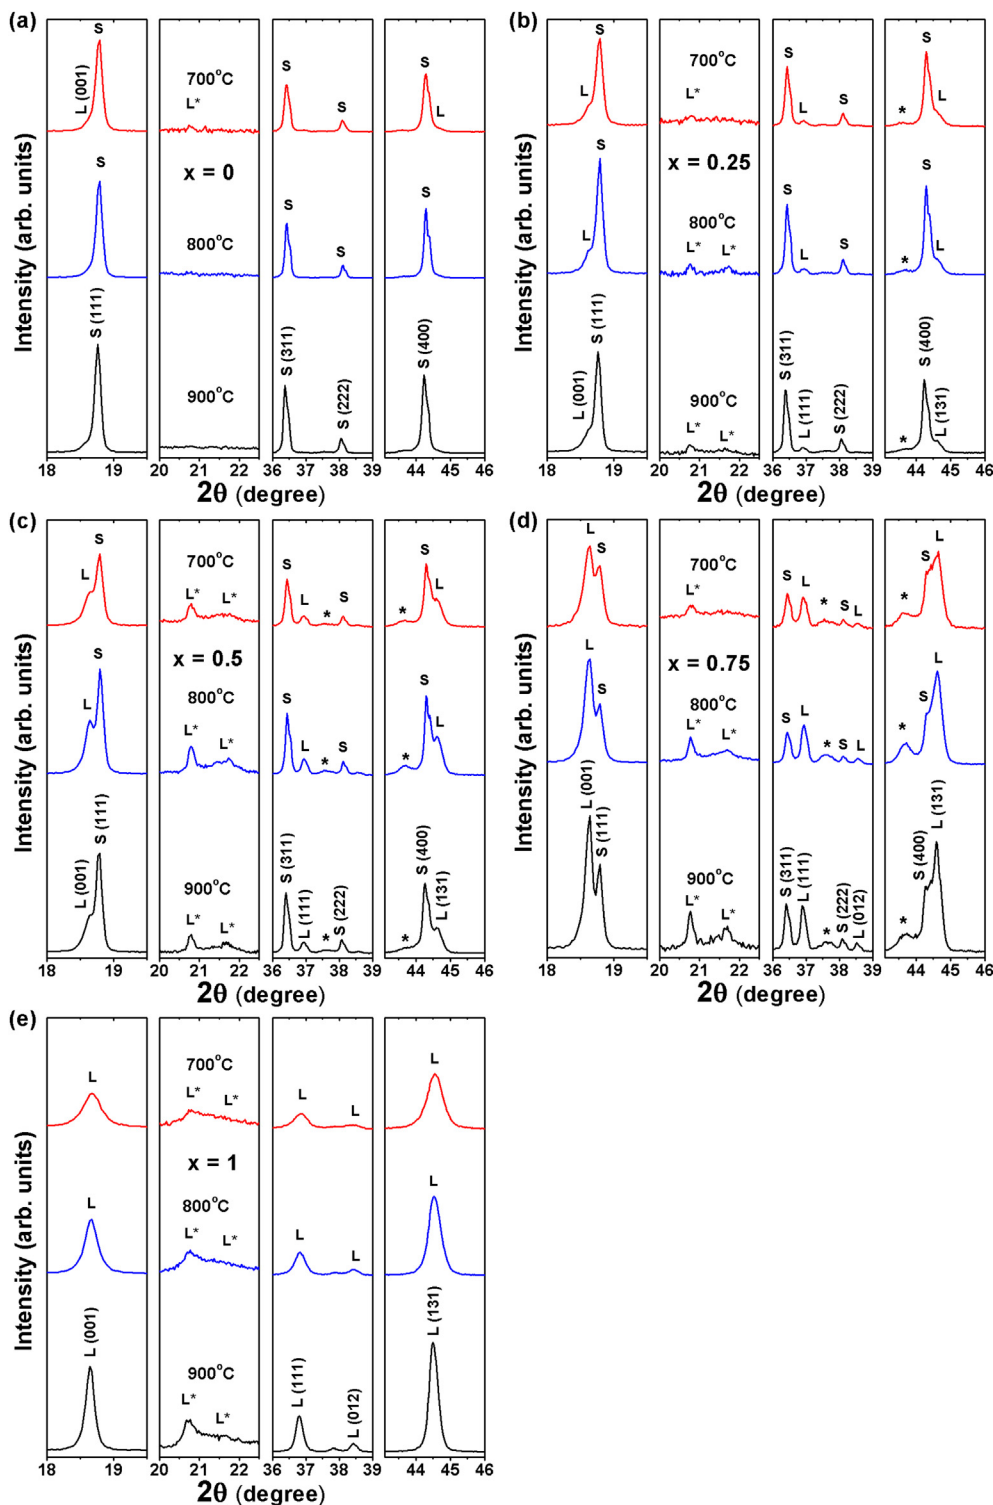 (a)
Intensity (arb. units)
S
L (001)
S
S (111)
700°C
L*
x = 0
800°C
900°C
S
S
S
S
S (311)
S (222)
S
L
S
S (400)
18 19 20 21 22 36 37 38 39 44 45 46
2θ (degree)
(b)
Intensity (arb. units)
S
L
S
L
L (001)
S (111)
700°C
L*
x = 0.25
800°C
L* L*
900°C
L* L*
S
L
S
S
L
S
S (311)
L (111)
S (222)
S
* L
S
* L
S (400)
* L (131)
18 19 20 21 22 36 37 38 39 44 45 46
2θ (degree)
(c)
Intensity (arb. units)
S
L
S
L
L (001)
S (111)
700°C
L* L*
x = 0.5
800°C
L* L*
900°C
L* L*
S
L * S
S
L * S
S (311)
L (111)
*
S (222)
S
* L
S
* L
S (400)
* L (131)
18 19 20 21 22 36 37 38 39 44 45 46
2θ (degree)
(d)
Intensity (arb. units)
L
S
L
S
L (001)
S (111)
700°C
L*
x = 0.75
800°C
L* L*
900°C
L* L*
S L
* S L
S L
* S L
S (311)
L (111)
*
S (222)
L (012)
L
S
*
L
S
*
L (131)
S (400)
*
18 19 20 21 22 36 37 38 39 44 45 46
2θ (degree)
(e)
Intensity (arb. units)
L
L
L (001)
700°C
L* L*
x = 1
800°C
L* L*
900°C
L* L*
L
L
L
L
L (111)
L (012)
L
L
L (131)
18 19 20 21 22 36 37 38 39 44 45 46
2θ (degree)